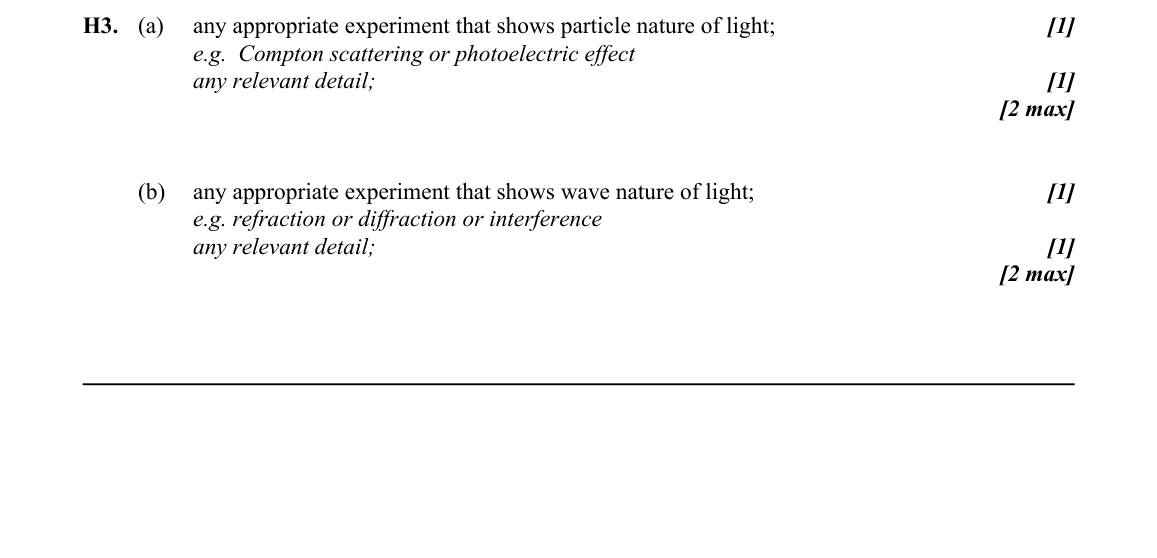 H3. (a) any appropriate experiment that shows particle nature of light; [1]
e.g. Compton scattering or photoelectric effect
any relevant detail; [1]
[2 max]
(b) any appropriate experiment that shows wave nature of light; [1]
e.g. refraction or diffraction or interference
any relevant detail; [1]
[2 max]